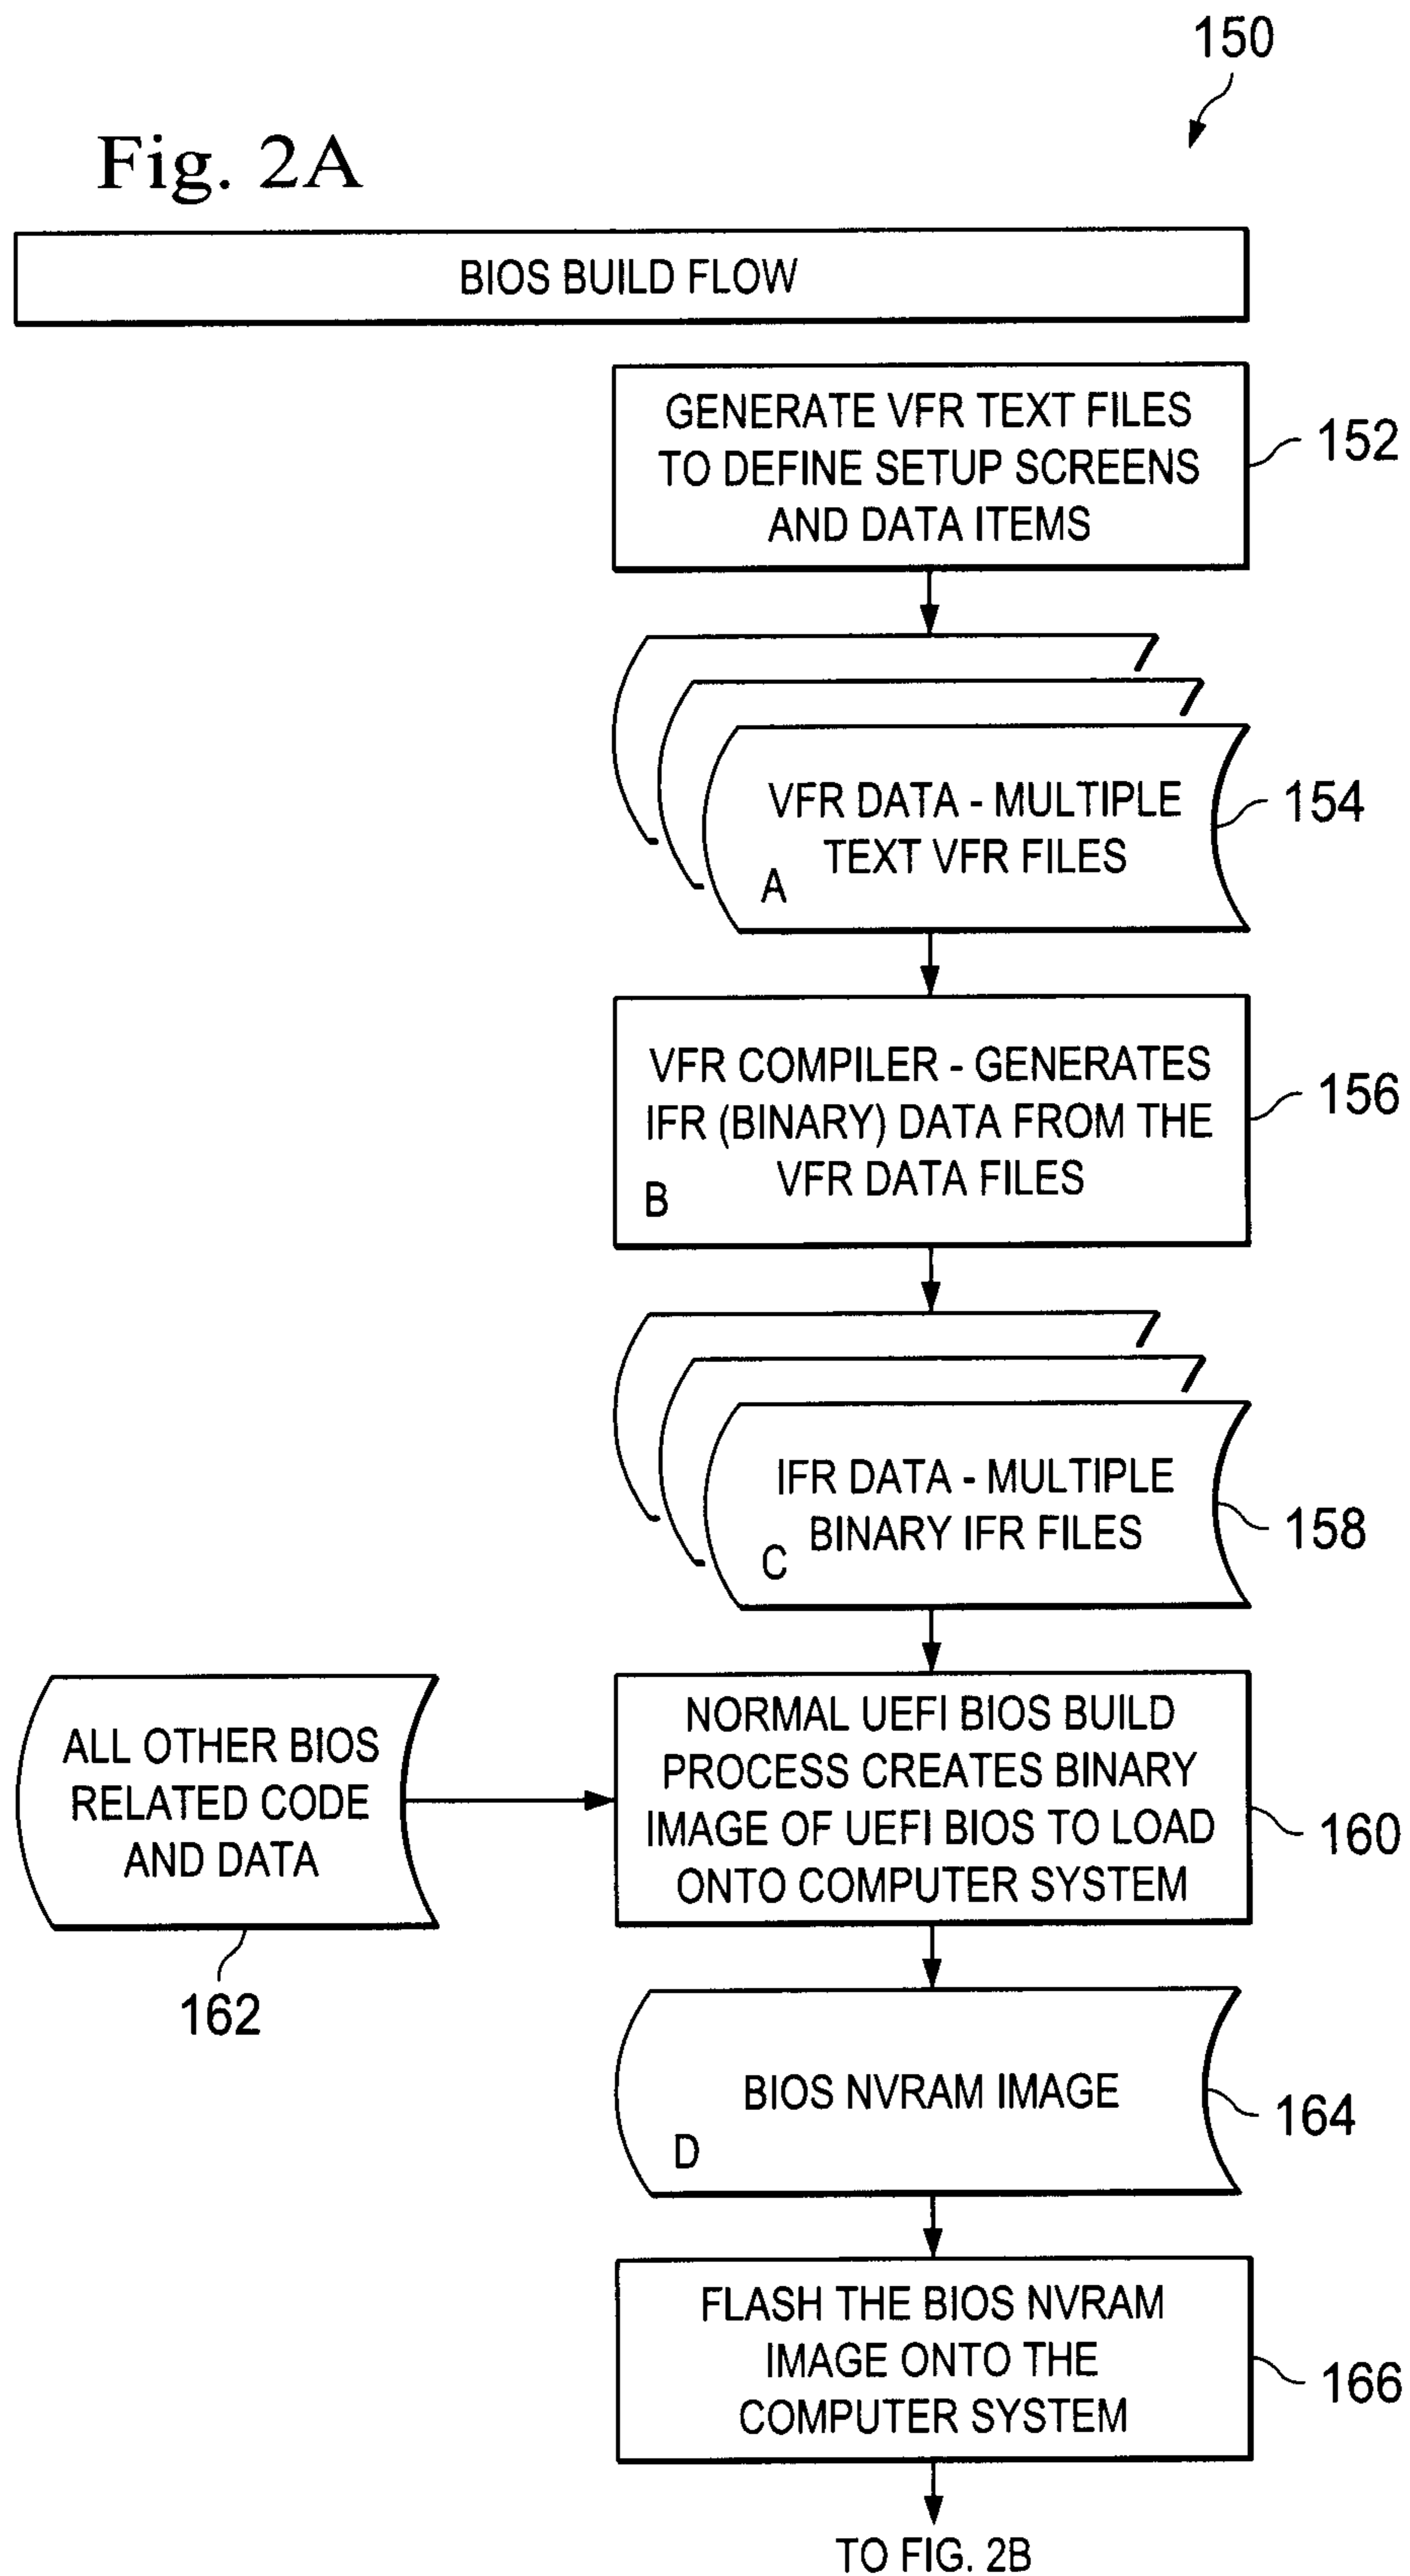 150
Fig. 2A
BIOS BUILD FLOW
GENERATE VFR TEXT FILES
TO DEFINE SETUP SCREENS
AND DATA ITEMS
152
VFR DATA - MULTIPLE
TEXT VFR FILES
A
154
VFR COMPILER - GENERATES
IFR (BINARY) DATA FROM THE
VFR DATA FILES
B
156
IFR DATA - MULTIPLE
BINARY IFR FILES
C
158
ALL OTHER BIOS
RELATED CODE
AND DATA
162
NORMAL UEFI BIOS BUILD
PROCESS CREATES BINARY
IMAGE OF UEFI BIOS TO LOAD
ONTO COMPUTER SYSTEM
160
BIOS NVRAM IMAGE
D
164
FLASH THE BIOS NVRAM
IMAGE ONTO THE
COMPUTER SYSTEM
166
TO FIG. 2B